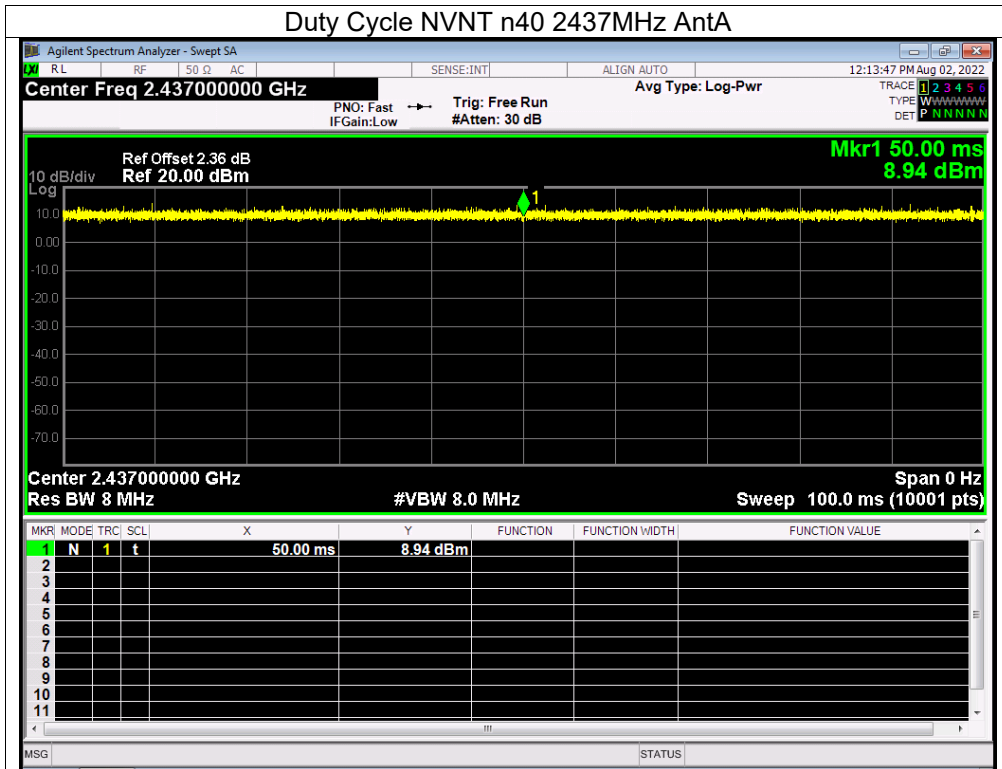 Duty Cycle NVNT n40 2437MHz AntA
Agilent Spectrum Analyzer - Swept SA
LXI RL RF 50 Ω AC SENSE:INT ALIGN AUTO 12:13:47 PM Aug 02, 2022
Center Freq 2.437000000 GHz Avg Type: Log-Pwr TRACE 1 2 3 4 5 6
PNO: Fast Trig: Free Run TYPE WWWWWW
IFGain:Low #Atten: 30 dB DET P N N N N N
Mkr1 50.00 ms
Ref Offset 2.36 dB
10 dB/div Ref 20.00 dBm 8.94 dBm
Log
1
10.0
0.00
-10.0
-20.0
-30.0
-40.0
-50.0
-60.0
-70.0
Center 2.437000000 GHz Span 0 Hz
Res BW 8 MHz #VBW 8.0 MHz Sweep 100.0 ms (10001 pts)
MKR MODE TRC SCL X Y FUNCTION FUNCTION WIDTH FUNCTION VALUE
1 N 1 t 50.00 ms 8.94 dBm
2
3
4
5
6
7
8
9
10
11
MSG STATUS